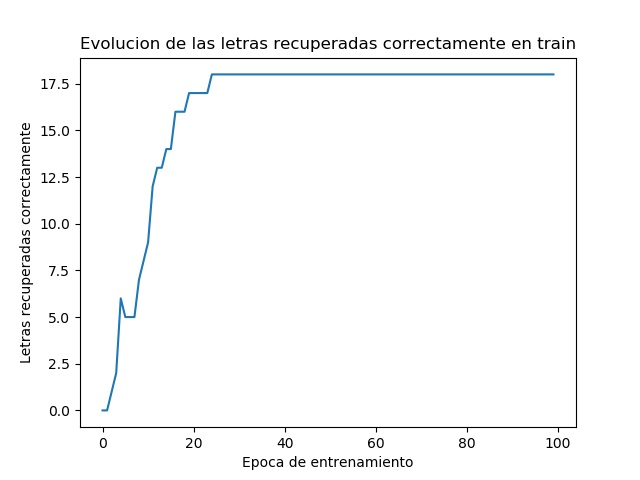 Evolucion de las letras recuperadas correctamente en train
Letras recuperadas correctamente
17.5
15.0
12.5
10.0
7.5
5.0
2.5
0.0
0 20 40 60 80 100
Epoca de entrenamiento